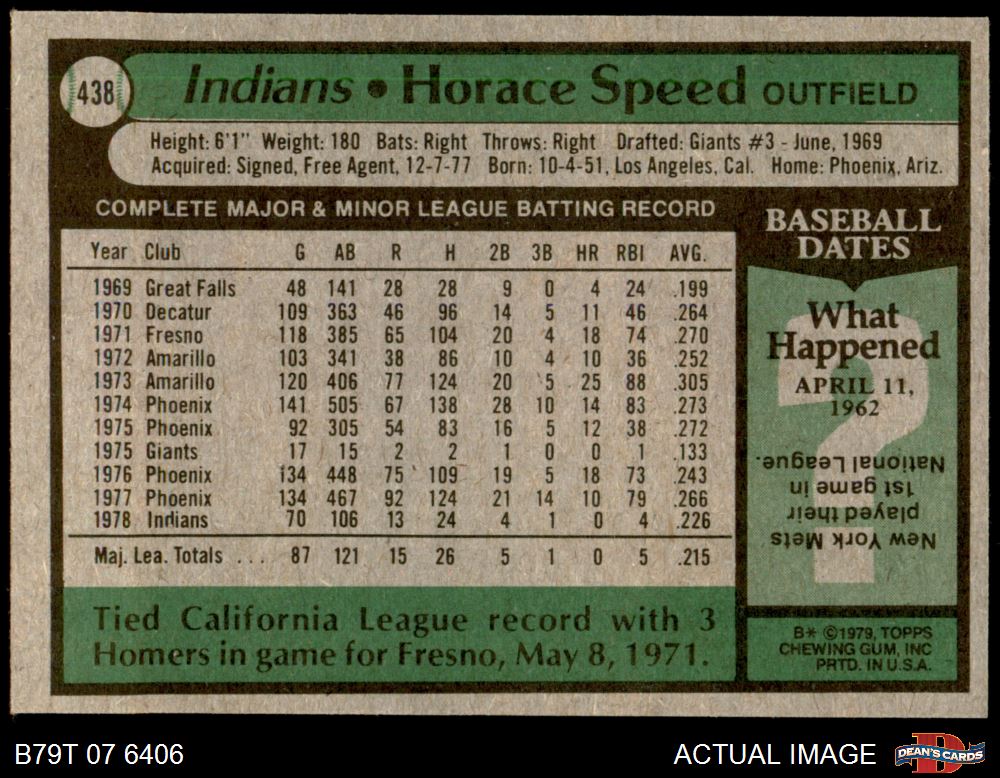 438
Indians • Horace Speed OUTFIELD
Height: 6'1" Weight: 180 Bats: Right Throws: Right Drafted: Giants #3 - June, 1969
Acquired: Signed, Free Agent, 12-7-77 Born: 10-4-51, Los Angeles, Cal. Home: Phoenix, Ariz.
COMPLETE MAJOR & MINOR LEAGUE BATTING RECORD
Year Club G AB R H 2B 3B HR RBI AVG.
1969 Great Falls 48 141 28 28 9 0 4 24 .199
1970 Decatur 109 363 46 96 14 5 11 46 .264
1971 Fresno 118 385 65 104 20 4 18 74 .270
1972 Amarillo 103 341 38 86 10 4 10 36 .252
1973 Amarillo 120 406 77 124 20 5 25 88 .305
1974 Phoenix 141 505 67 138 28 10 14 83 .273
1975 Phoenix 92 305 54 83 16 5 12 38 .272
1975 Giants 17 15 2 2 1 0 0 1 .133
1976 Phoenix 134 448 75 109 19 5 18 73 .243
1977 Phoenix 134 467 92 124 21 14 10 79 .266
1978 Indians 70 106 13 24 4 1 0 4 .226
Maj. Lea. Totals ... 87 121 15 26 5 1 0 5 .215
Tied California League record with 3
Homers in game for Fresno, May 8, 1971.
BASEBALL
DATES
What
Happened
APRIL 11,
1962
?
New York Mets
played their
1st game in
National League.
B* ©1979, TOPPS
CHEWING GUM, INC
PRTD. IN U.S.A.
B79T 07 6406
ACTUAL IMAGE
D
DEAN'S CARDS